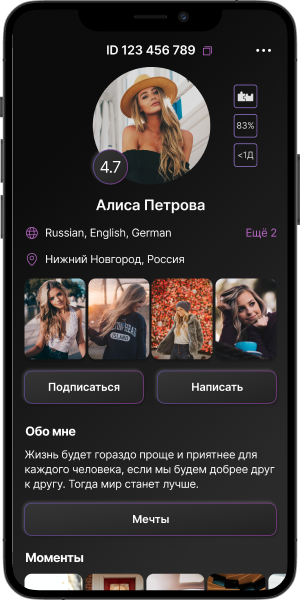 ID 123 456 789
83%
<1Д
4.7
Алиса Петрова
Russian, English, German
Ещё 2
Нижний Новгород, Россия
Подписаться
Написать
Обо мне
Жизнь будет гораздо проще и приятнее для
каждого человека, если мы будем добрее друг
к другу. Тогда мир станет лучше.
Мечты
Моменты